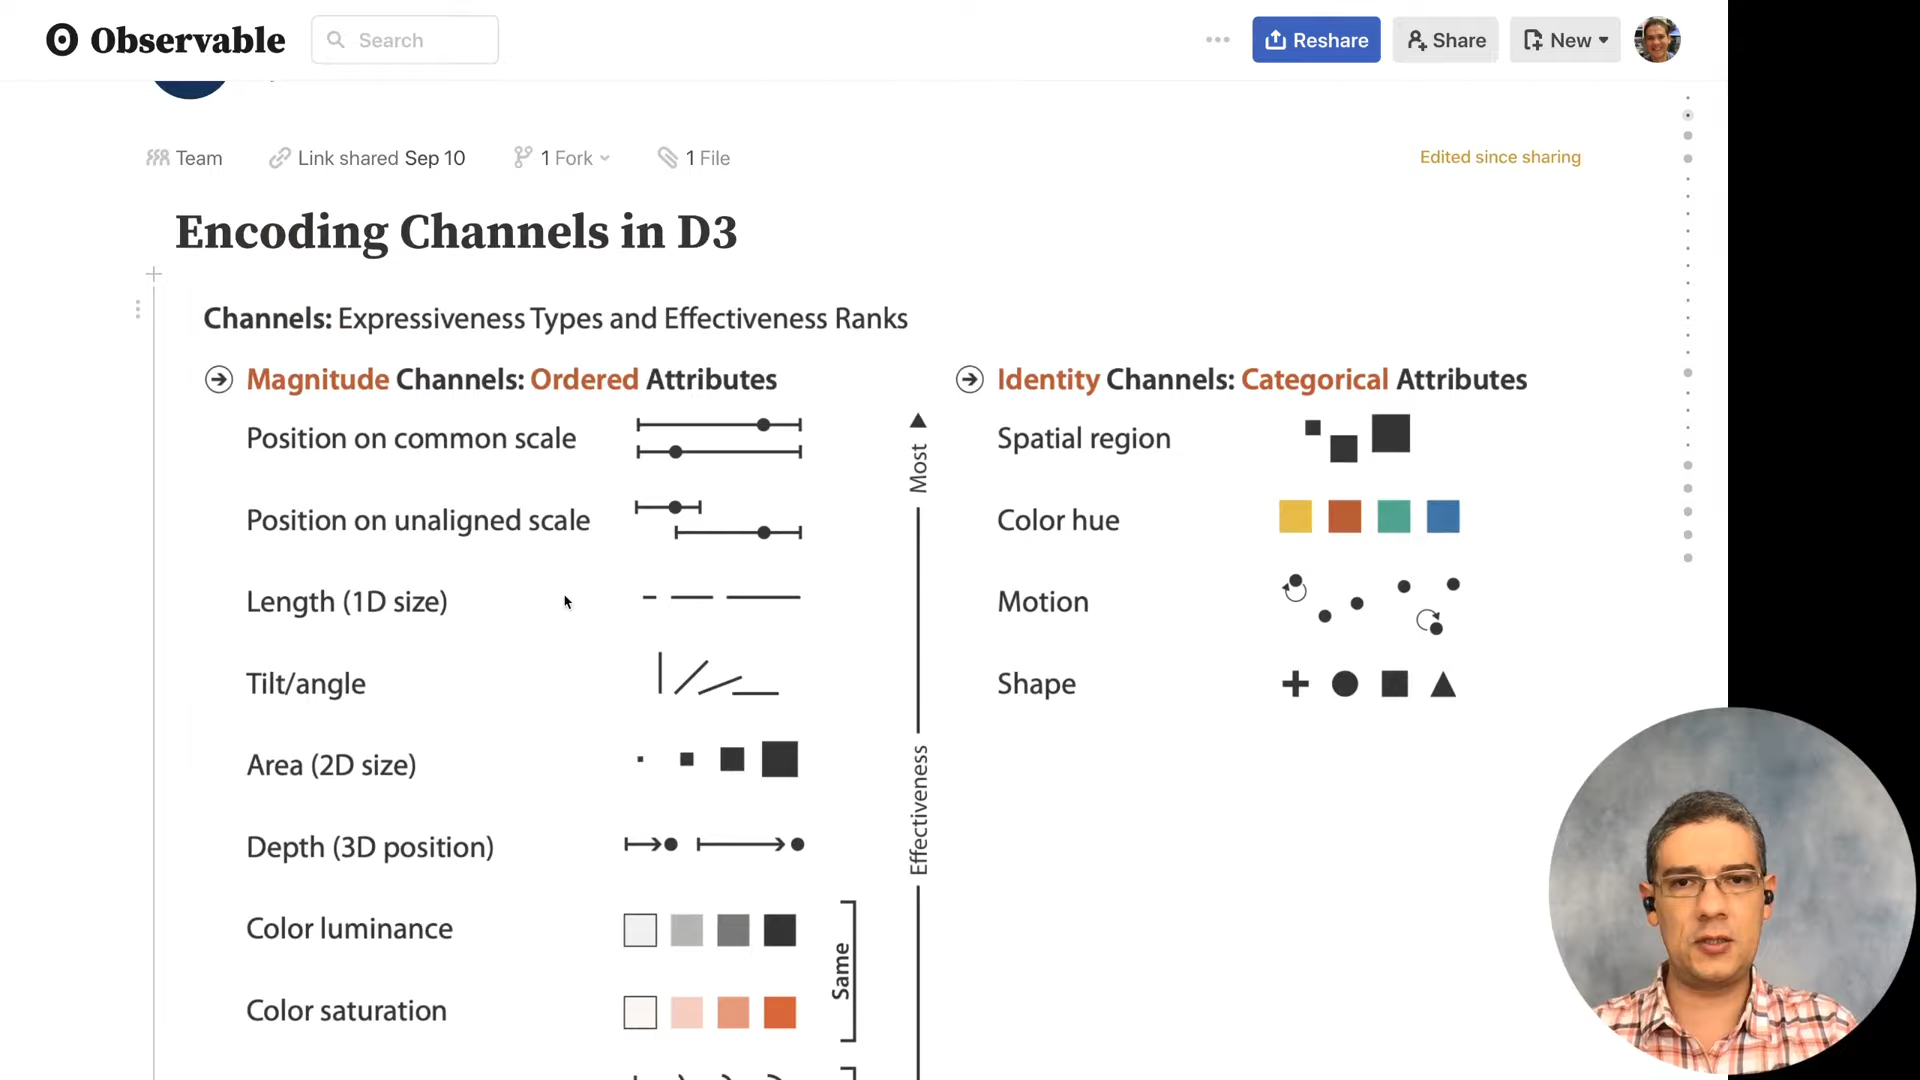 Observable
Search
Reshare
Share
New
Team
Link shared Sep 10
1 Fork
1 File
Edited since sharing
Encoding Channels in D3
Channels: Expressiveness Types and Effectiveness Ranks
Magnitude Channels: Ordered Attributes
Position on common scale
Position on unaligned scale
Length (1D size)
Tilt/angle
Area (2D size)
Depth (3D position)
Color luminance
Color saturation
Same
Most
Effectiveness
Identity Channels: Categorical Attributes
Spatial region
Color hue
Motion
Shape